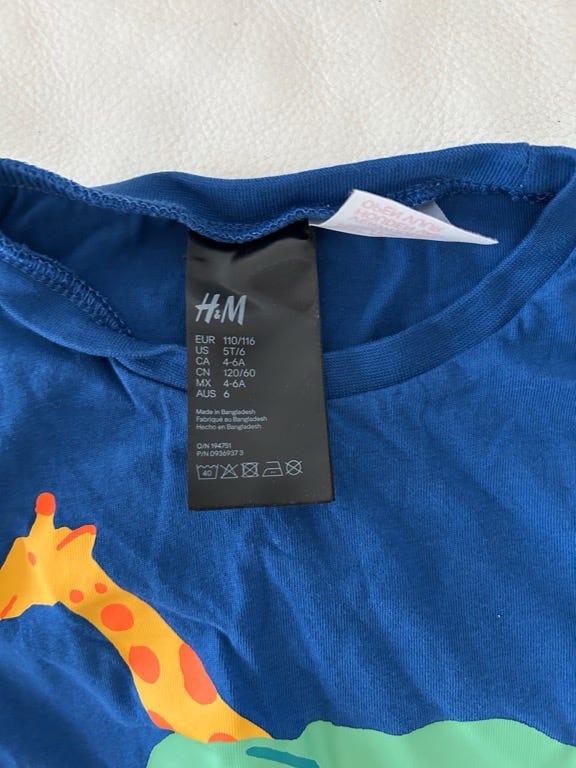 H&M
EUR 110/116
US 5T/6
CA 4-6A
CN 120/60
MX 4-6A
AUS 6
Made in Bangladesh
Fabriqué au Bangladesh
Hecho en Bangladesh
O/N 194751
P/N 0936937 3
40